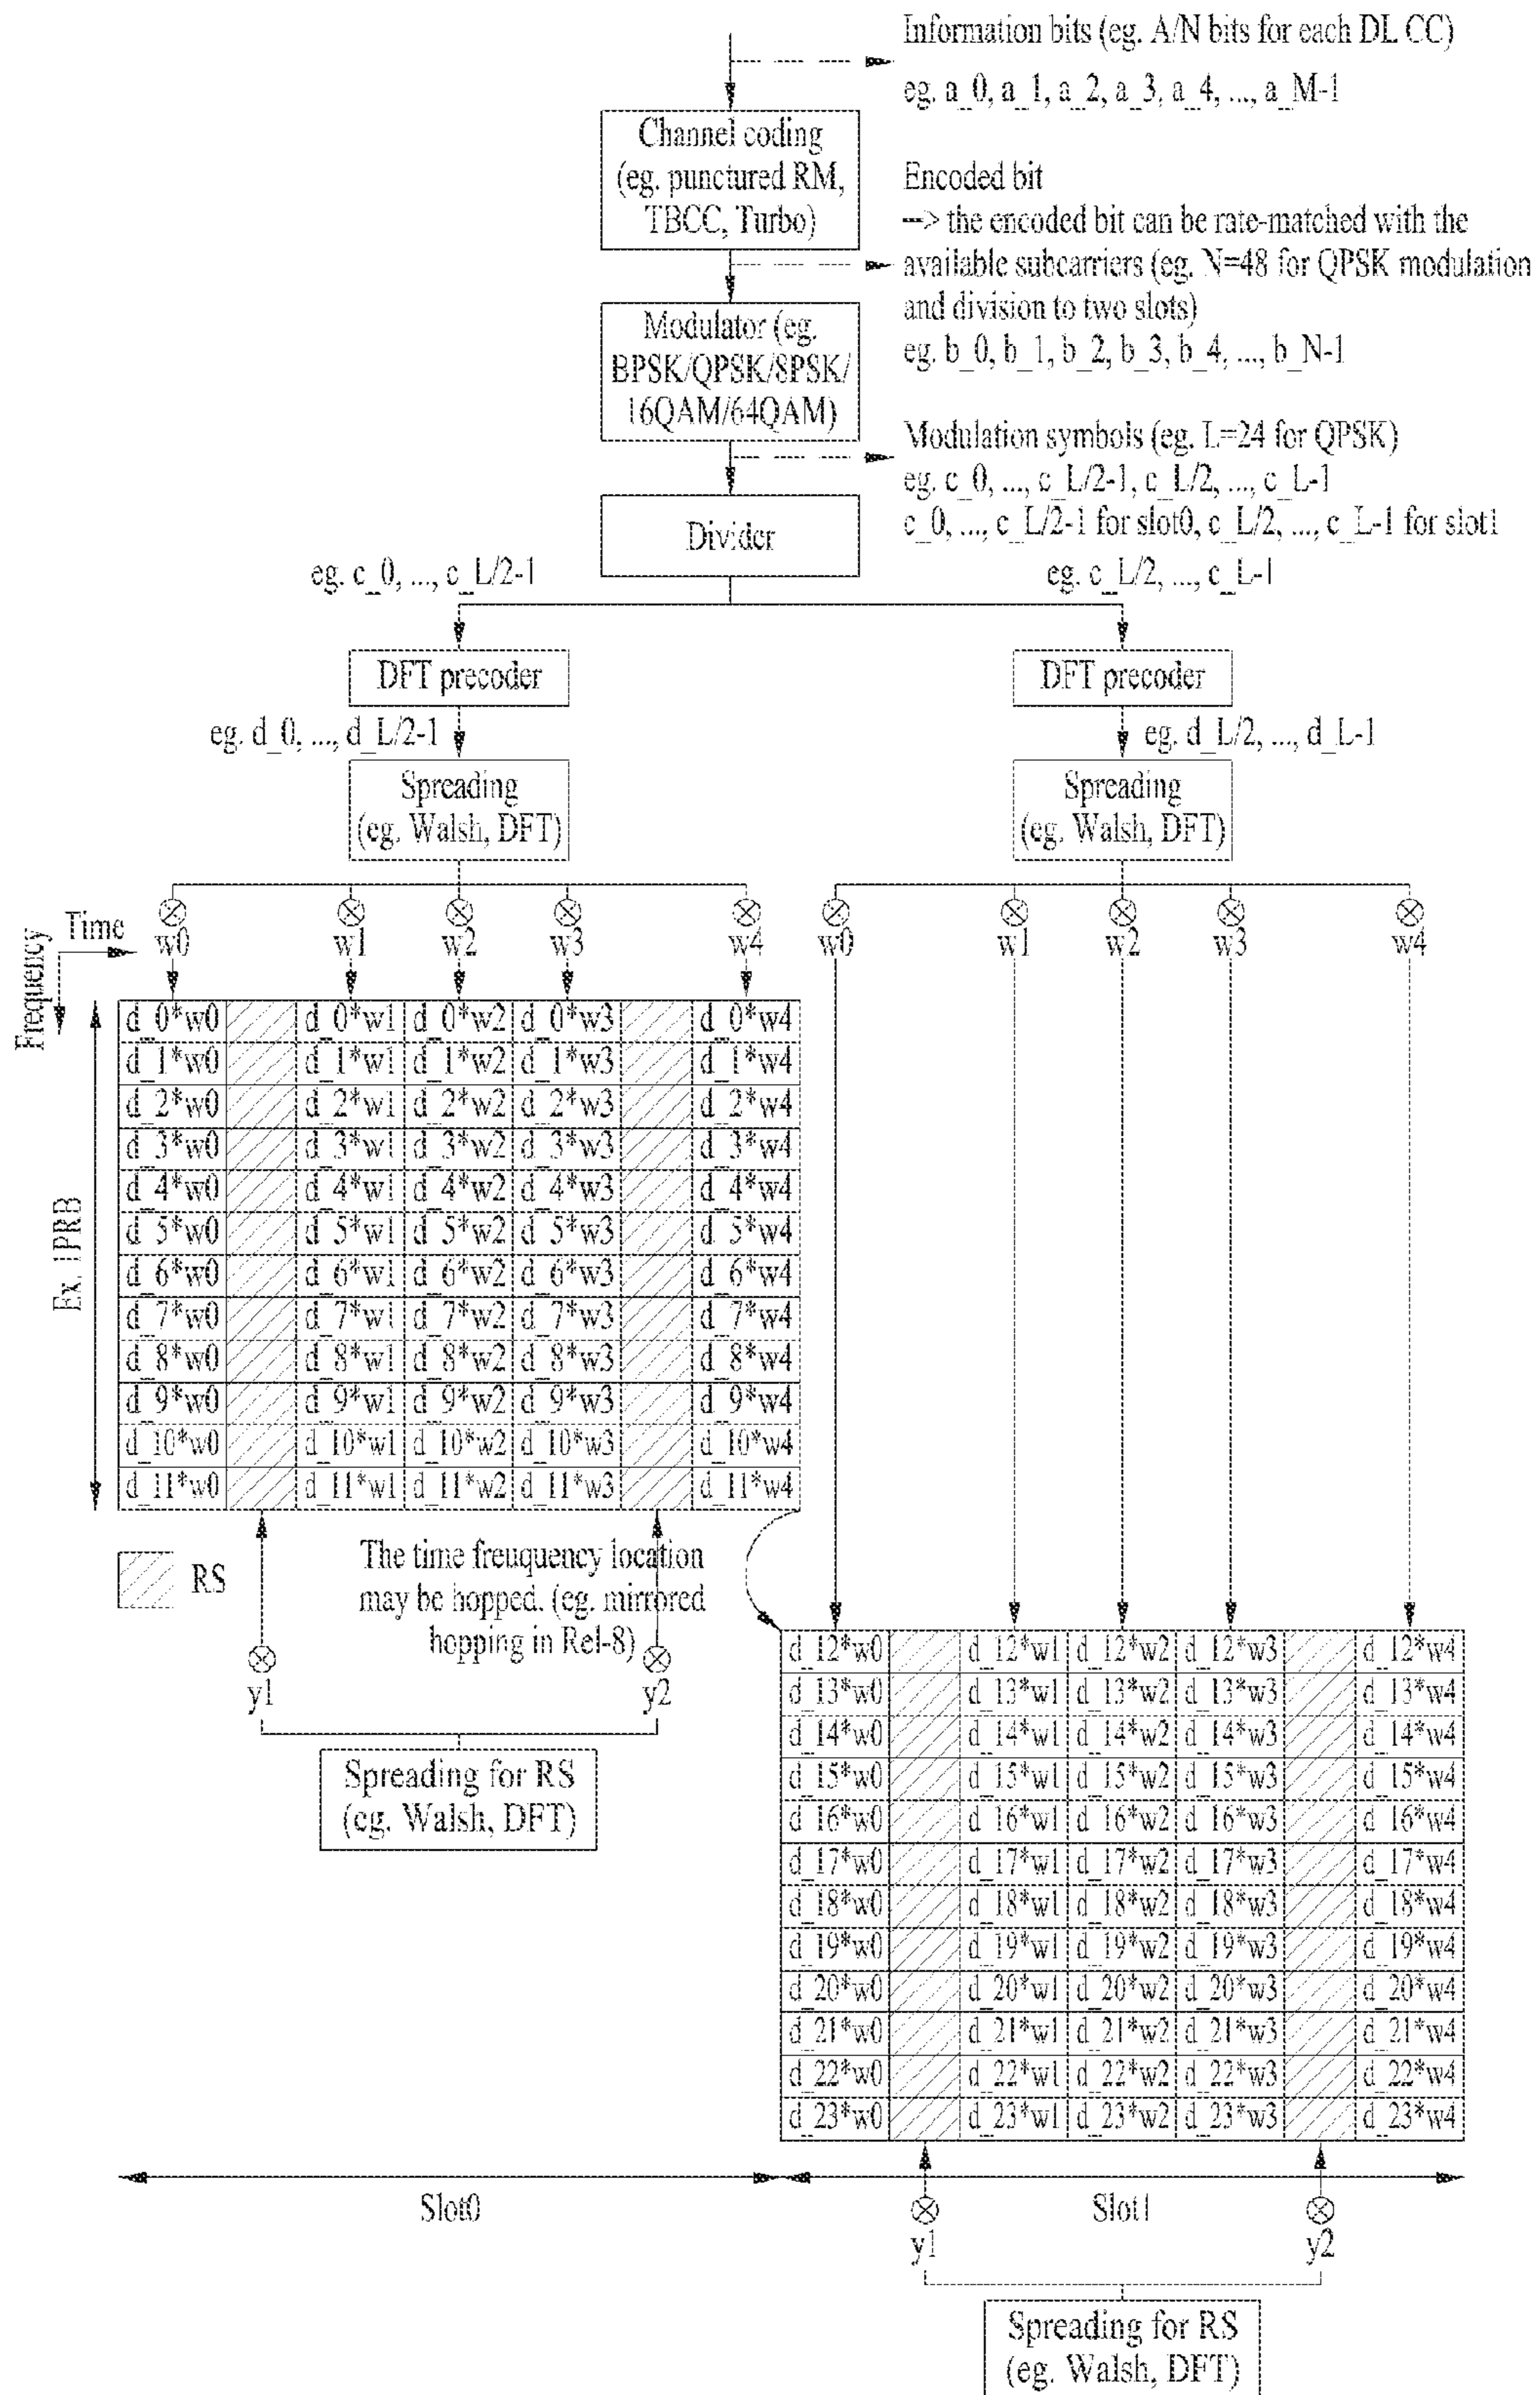 Information bits (eg. A/N bits for each DL CC)
eg. a_0, a_1, a_2, a_3, a_4, ..., a_M-1
Channel coding
(eg. punctured RM,
TBCC, Turbo)
Encoded bit
--> the encoded bit can be rate-matched with the
available subcarriers (eg. N=48 for QPSK modulation
and division to two slots)
eg. b_0, b_1, b_2, b_3, b_4, ..., b_N-1
Modulator (eg.
BPSK/QPSK/8PSK/
16QAM/64QAM)
Modulation symbols (eg. L=24 for QPSK)
eg. c_0, ..., c_L/2-1, c_L/2, ..., c_L-1
c_0, ..., c_L/2-1 for slot0, c_L/2, ..., c_L-1 for slot1
Divider
eg. c_0, ..., c_L/2-1
eg. c_L/2, ..., c_L-1
DFT precoder
DFT precoder
eg. d_0, ..., d_L/2-1
eg. d_L/2, ..., d_L-1
Spreading
(eg. Walsh, DFT)
Spreading
(eg. Walsh, DFT)
Time
Frequency
w0 w1 w2 w3 w4
w0 w1 w2 w3 w4
Ex. 1PRB
d_0*w0 d_0*w1 d_0*w2 d_0*w3 d_0*w4
d_1*w0 d_1*w1 d_1*w2 d_1*w3 d_1*w4
d_2*w0 d_2*w1 d_2*w2 d_2*w3 d_2*w4
d_3*w0 d_3*w1 d_3*w2 d_3*w3 d_3*w4
d_4*w0 d_4*w1 d_4*w2 d_4*w3 d_4*w4
d_5*w0 d_5*w1 d_5*w2 d_5*w3 d_5*w4
d_6*w0 d_6*w1 d_6*w2 d_6*w3 d_6*w4
d_7*w0 d_7*w1 d_7*w2 d_7*w3 d_7*w4
d_8*w0 d_8*w1 d_8*w2 d_8*w3 d_8*w4
d_9*w0 d_9*w1 d_9*w2 d_9*w3 d_9*w4
d_10*w0 d_10*w1 d_10*w2 d_10*w3 d_10*w4
d_11*w0 d_11*w1 d_11*w2 d_11*w3 d_11*w4
RS
The time freuquency location
may be hopped. (eg. mirrored
hopping in Rel-8)
y1 y2
Spreading for RS
(eg. Walsh, DFT)
d_12*w0 d_12*w1 d_12*w2 d_12*w3 d_12*w4
d_13*w0 d_13*w1 d_13*w2 d_13*w3 d_13*w4
d_14*w0 d_14*w1 d_14*w2 d_14*w3 d_14*w4
d_15*w0 d_15*w1 d_15*w2 d_15*w3 d_15*w4
d_16*w0 d_16*w1 d_16*w2 d_16*w3 d_16*w4
d_17*w0 d_17*w1 d_17*w2 d_17*w3 d_17*w4
d_18*w0 d_18*w1 d_18*w2 d_18*w3 d_18*w4
d_19*w0 d_19*w1 d_19*w2 d_19*w3 d_19*w4
d_20*w0 d_20*w1 d_20*w2 d_20*w3 d_20*w4
d_21*w0 d_21*w1 d_21*w2 d_21*w3 d_21*w4
d_22*w0 d_22*w1 d_22*w2 d_22*w3 d_22*w4
d_23*w0 d_23*w1 d_23*w2 d_23*w3 d_23*w4
Slot0
Slot1
y1 y2
Spreading for RS
(eg. Walsh, DFT)